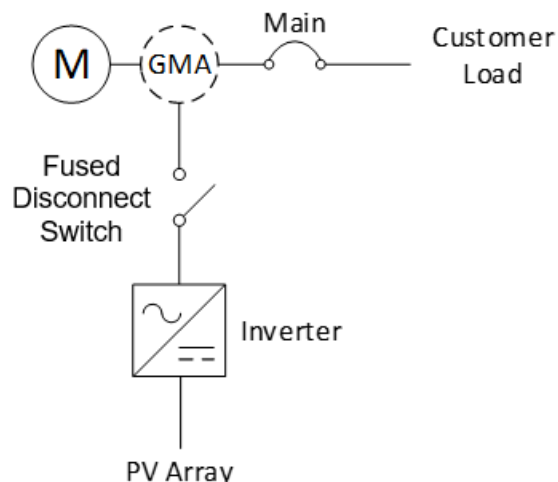 M
GMA
Main
Customer
Load
Fused
Disconnect
Switch
Inverter
PV Array